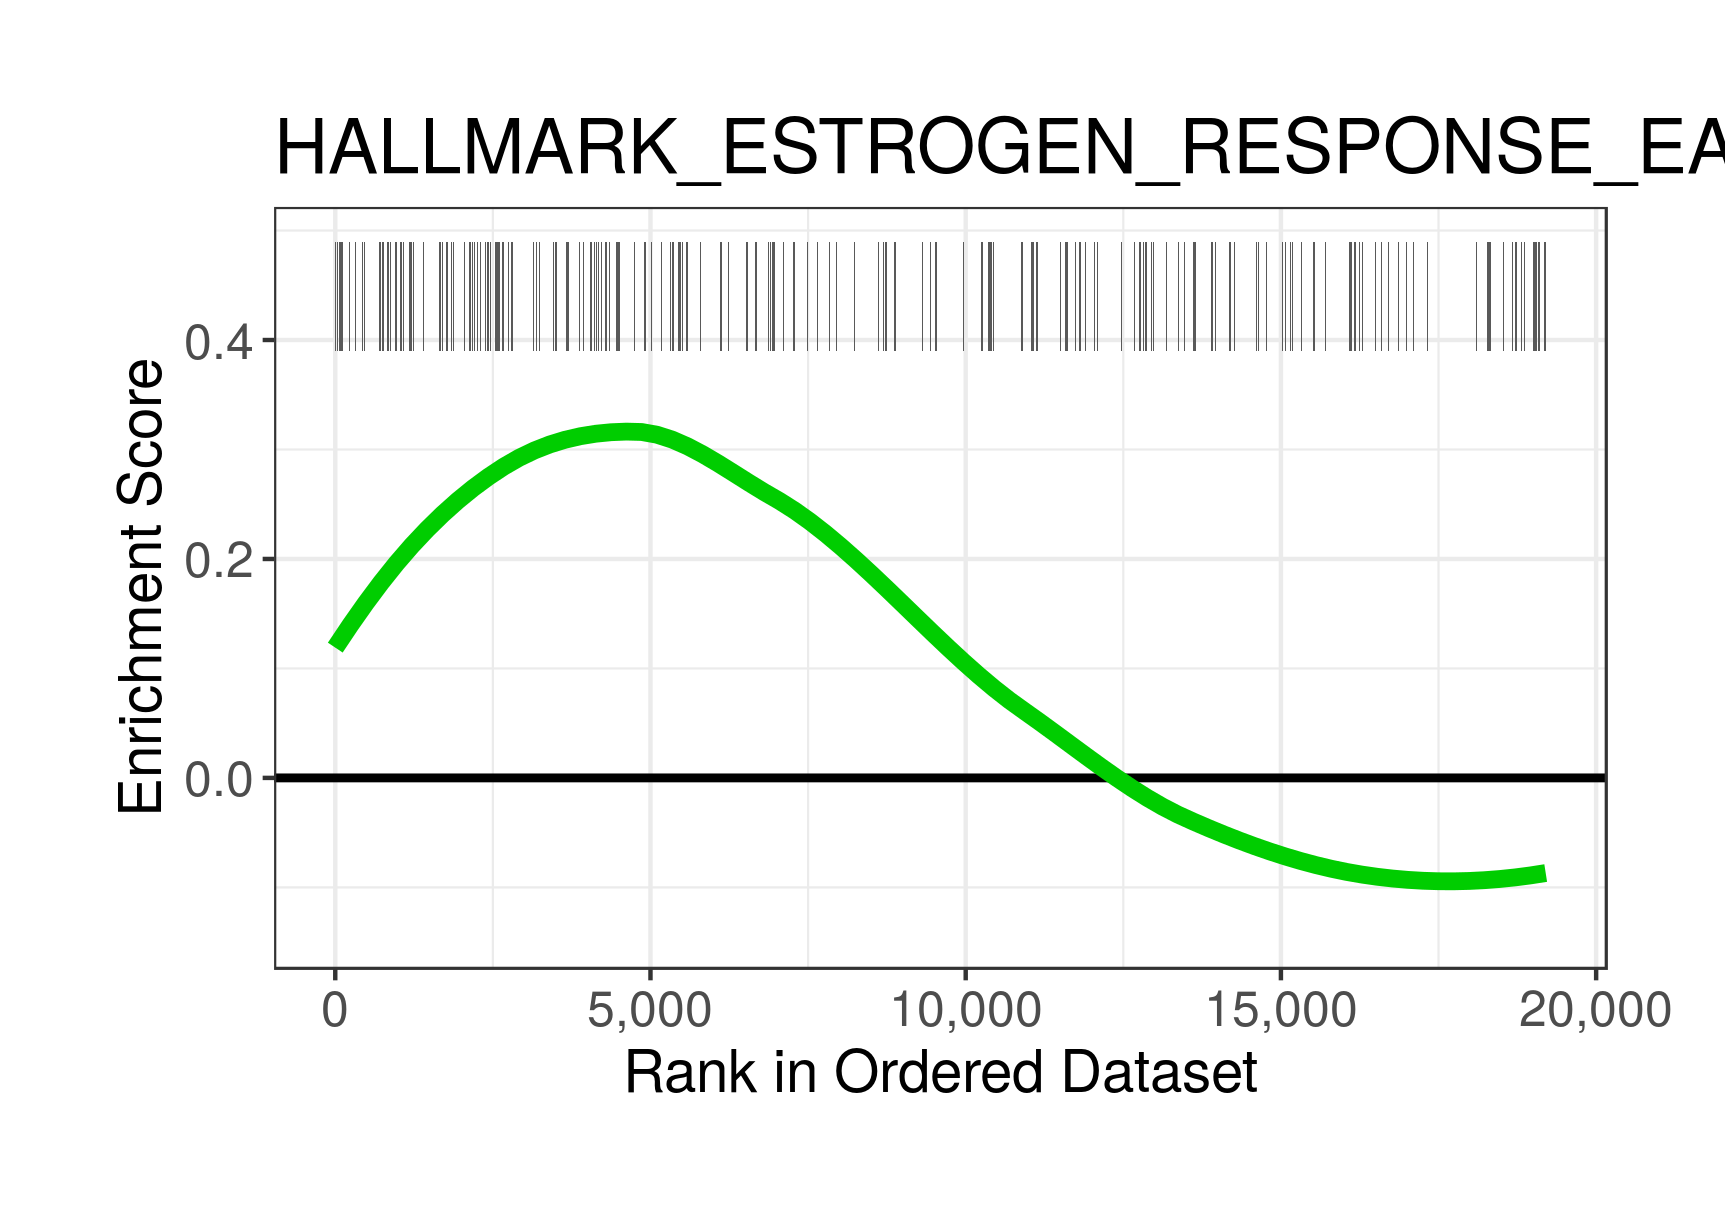 HALLMARK_ESTROGEN_RESPONSE_EA
Enrichment Score
0.4
0.2
0.0
0 5,000 10,000 15,000 20,000
Rank in Ordered Dataset